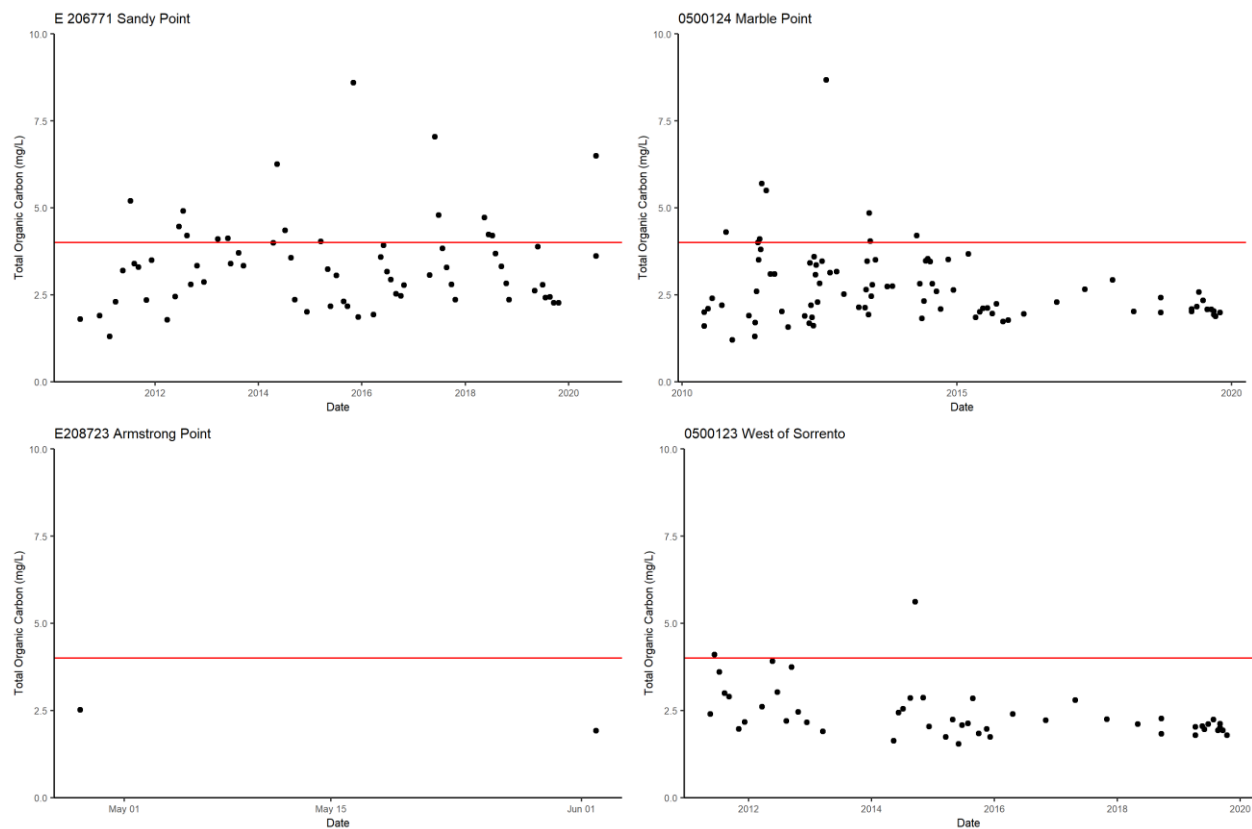 E 206771 Sandy Point
10.0
7.5
5.0
2.5
0.0
Total Organic Carbon (mg/L)
2012 2014 2016 2018 2020
Date
0500124 Marble Point
10.0
7.5
5.0
2.5
0.0
Total Organic Carbon (mg/L)
2010 2015 2020
Date
E208723 Armstrong Point
10.0
7.5
5.0
2.5
0.0
Total Organic Carbon (mg/L)
May 01 May 15 Jun 01
Date
0500123 West of Sorrento
10.0
7.5
5.0
2.5
0.0
Total Organic Carbon (mg/L)
2012 2014 2016 2018 2020
Date